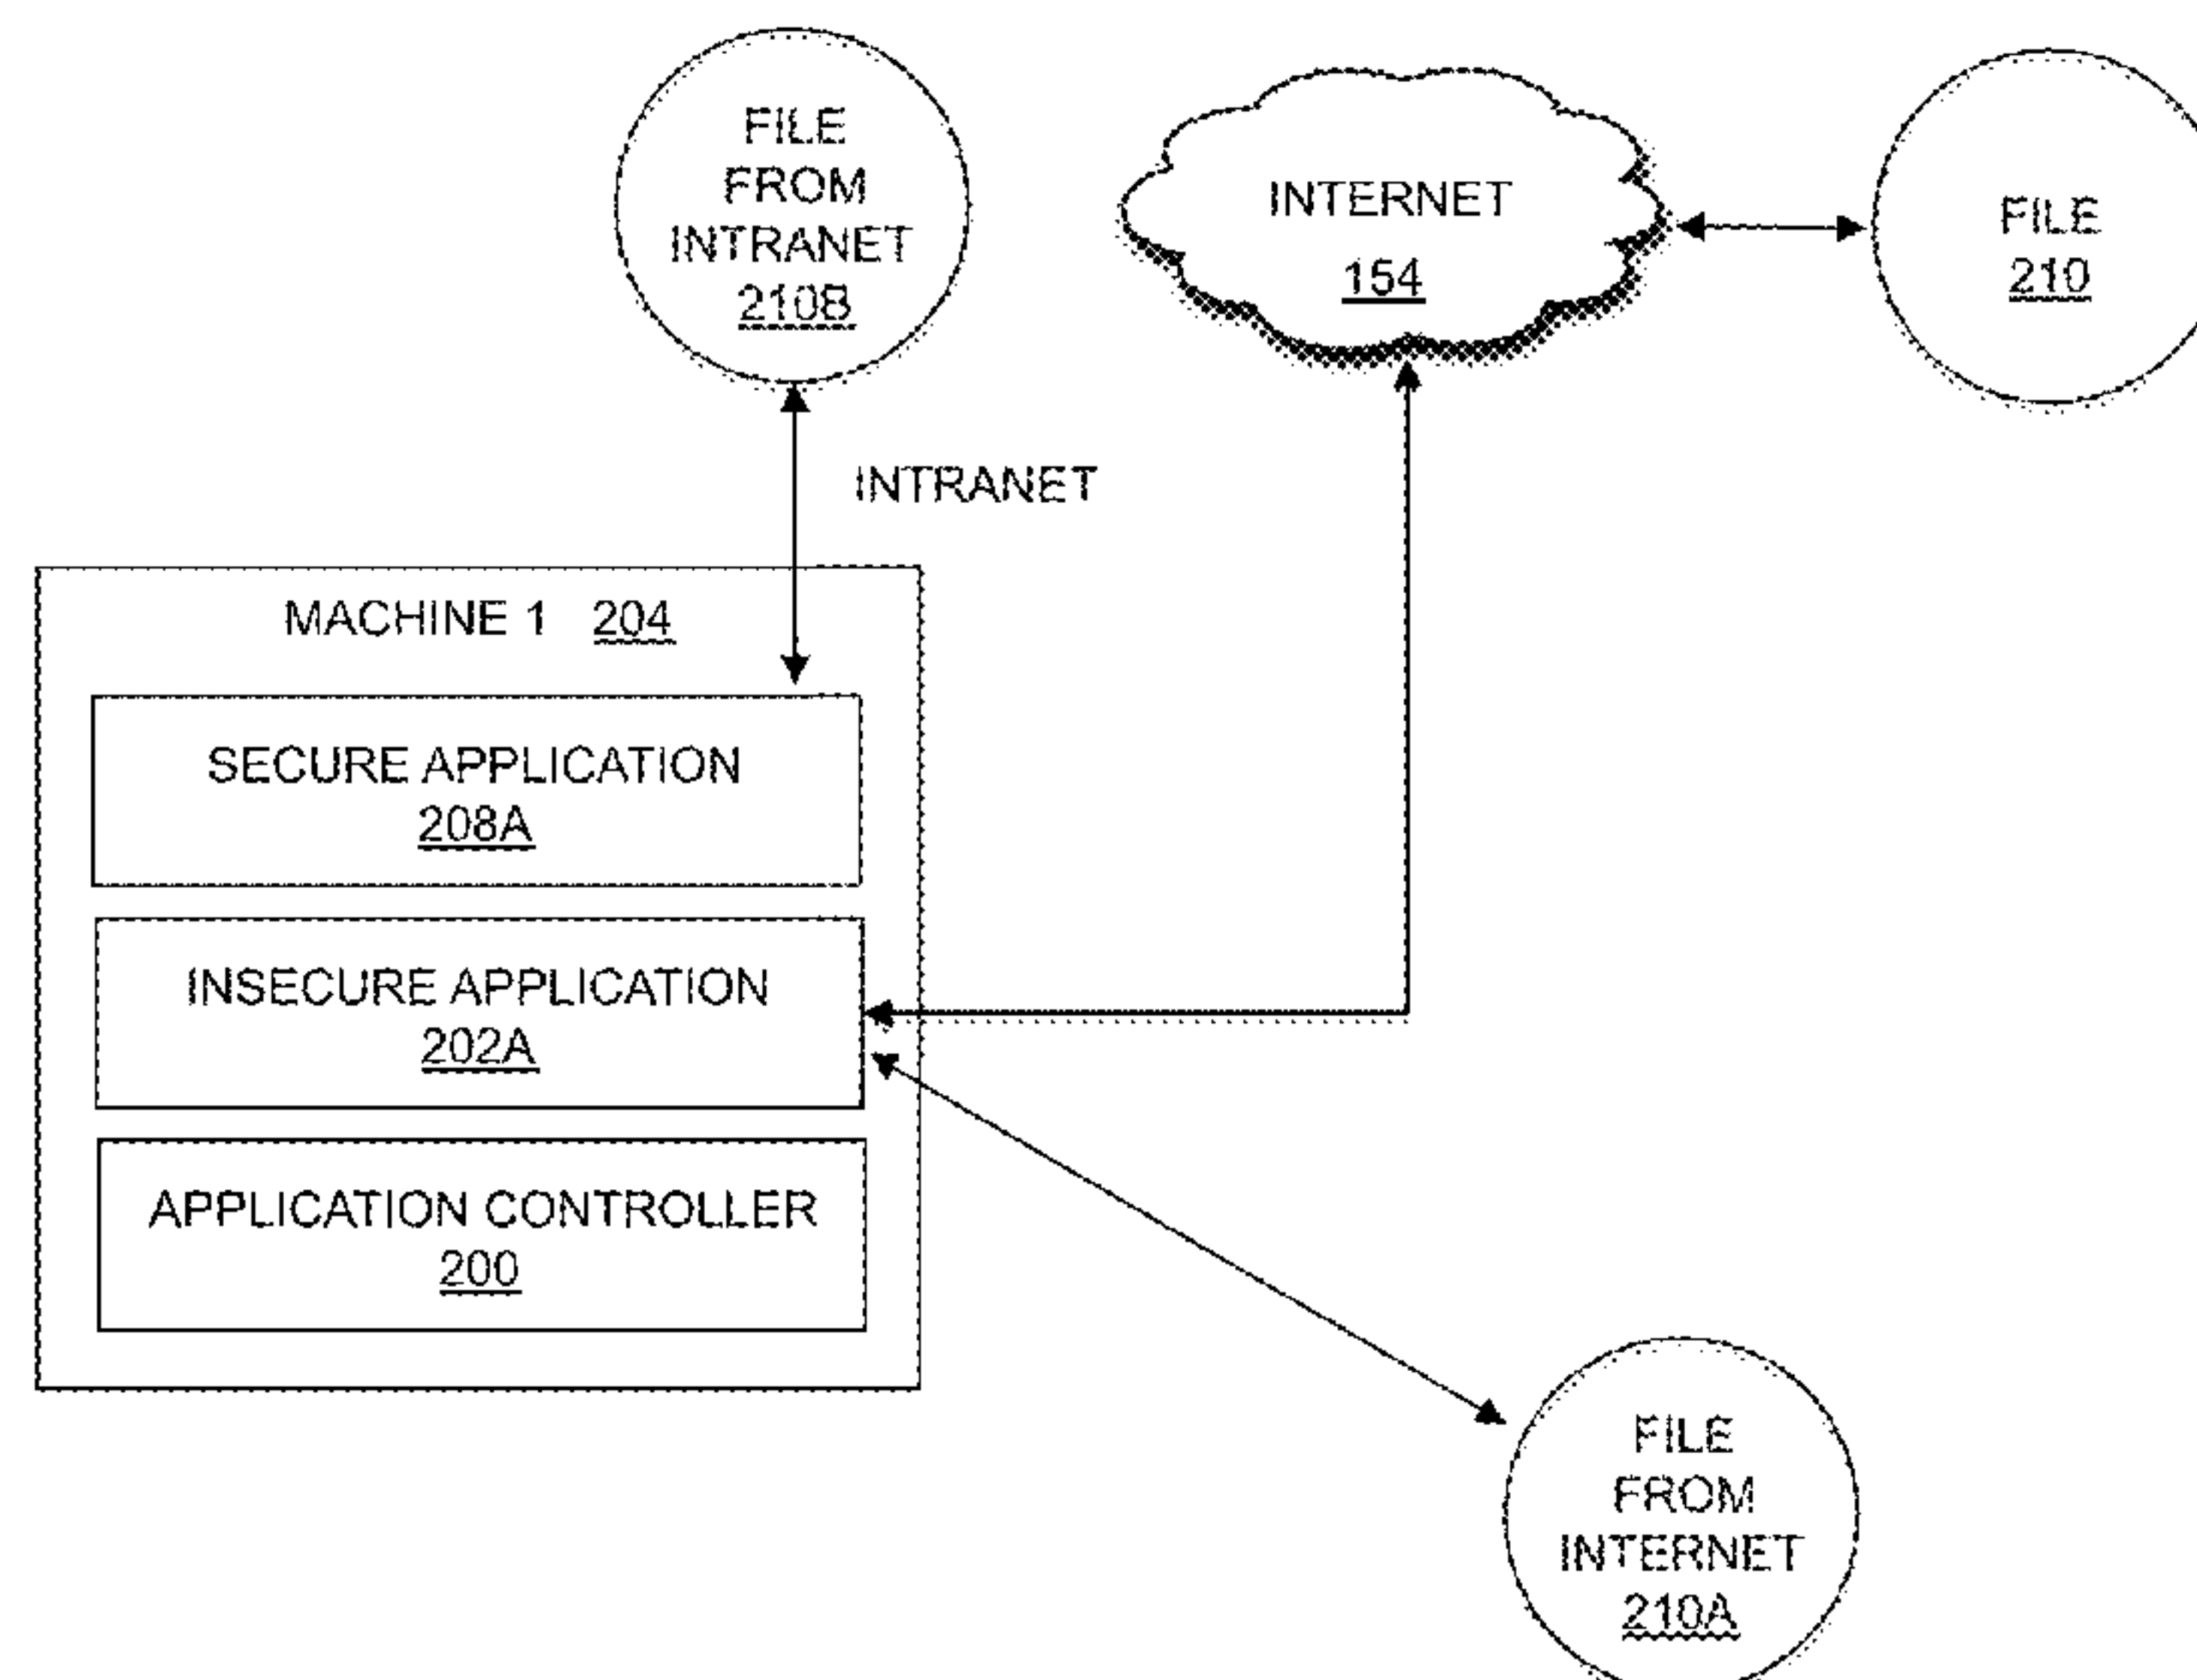 FILE
FROM
INTRANET
210B
INTERNET
154
FILE
210
INTRANET
MACHINE 1 204
SECURE APPLICATION
208A
INSECURE APPLICATION
202A
APPLICATION CONTROLLER
200
FILE
FROM
INTERNET
210A